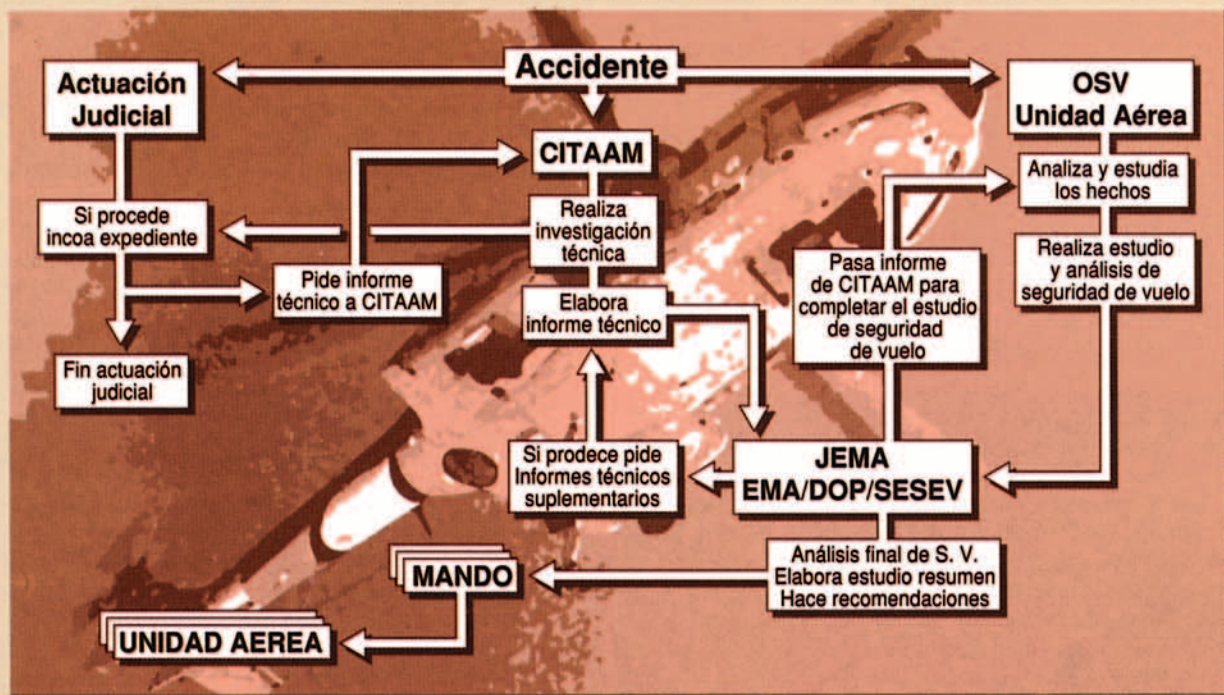 Accidente
Actuación
Judicial
OSV
Unidad Aérea
CITAAM
Analiza y estudia
los hechos
Si procede
incoa expediente
Realiza
investigación
técnica
Pide informe
técnico a CITAAM
Elabora
informe técnico
Pasa informe
de CITAAM para
completar el estudio
de seguridad
de vuelo
Realiza estudio
y análisis de
seguridad de vuelo
Fin actuación
judicial
Si prodece pide
Informes técnicos
suplementarios
JEMA
EMA/DOP/SESEV
Análisis final de S. V.
Elabora estudio resumen
Hace recomendaciones
MANDO
UNIDAD AEREA